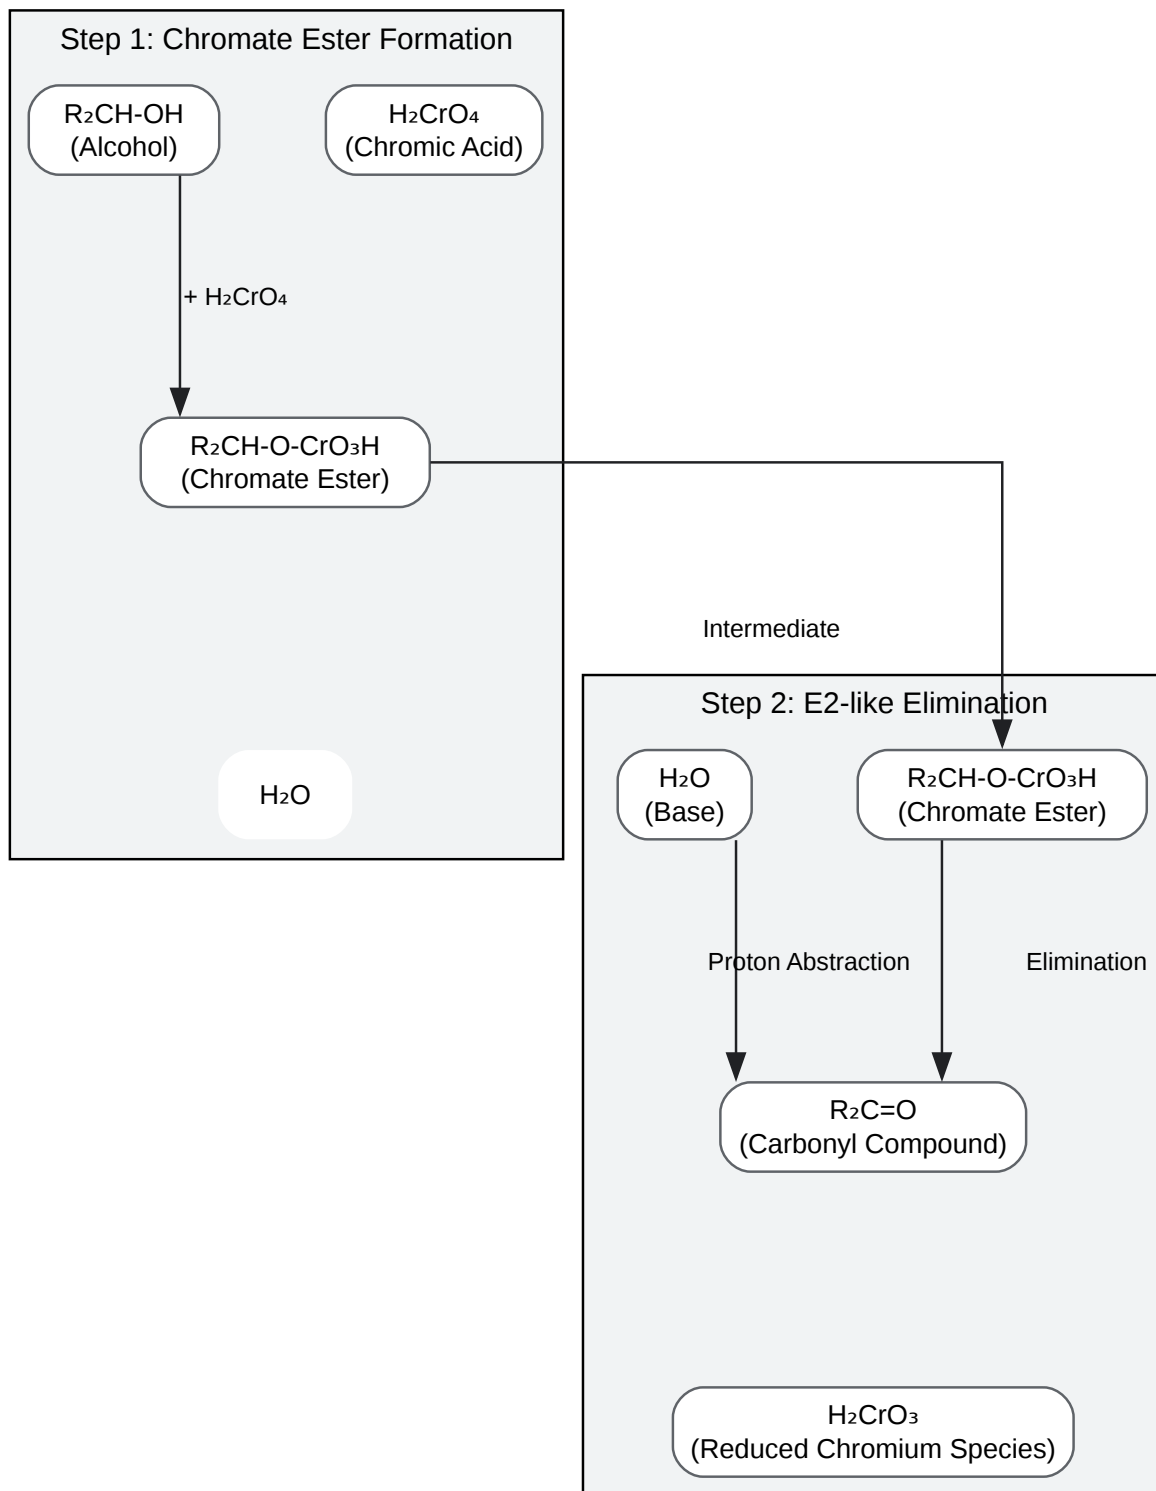 Step 1: Chromate Ester Formation
R₂CH-OH
(Alcohol)
H₂CrO₄
(Chromic Acid)
+ H₂CrO₄
R₂CH-O-CrO₃H
(Chromate Ester)
Intermediate
H₂O
Step 2: E2-like Elimination
H₂O
(Base)
R₂CH-O-CrO₃H
(Chromate Ester)
Proton Abstraction
Elimination
R₂C=O
(Carbonyl Compound)
H₂CrO₃
(Reduced Chromium Species)